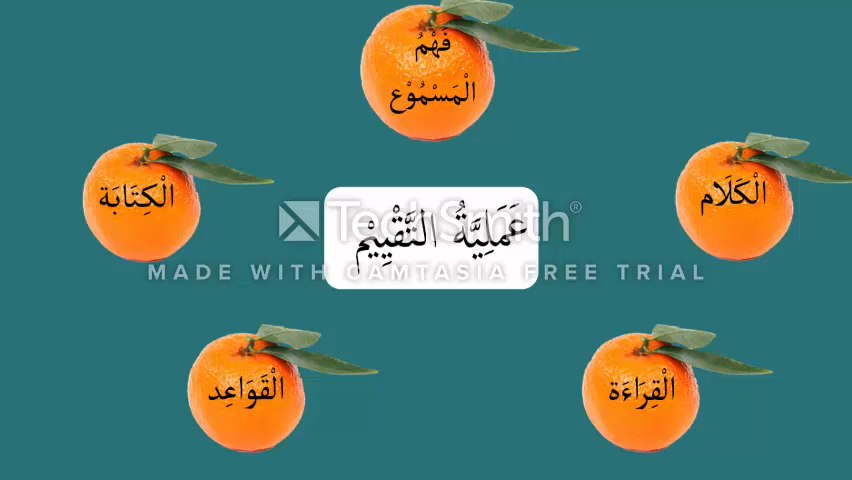 فَهْمُ
الْمَسْمُوْع
الْكَلَام
الْكِتَابَة
عَمَلِيَّةُ التَّقْيِيْمِ
TechSmith®
MADE WITH CAMTASIA FREE TRIAL
الْقِرَاءَة
الْقَوَاعِد